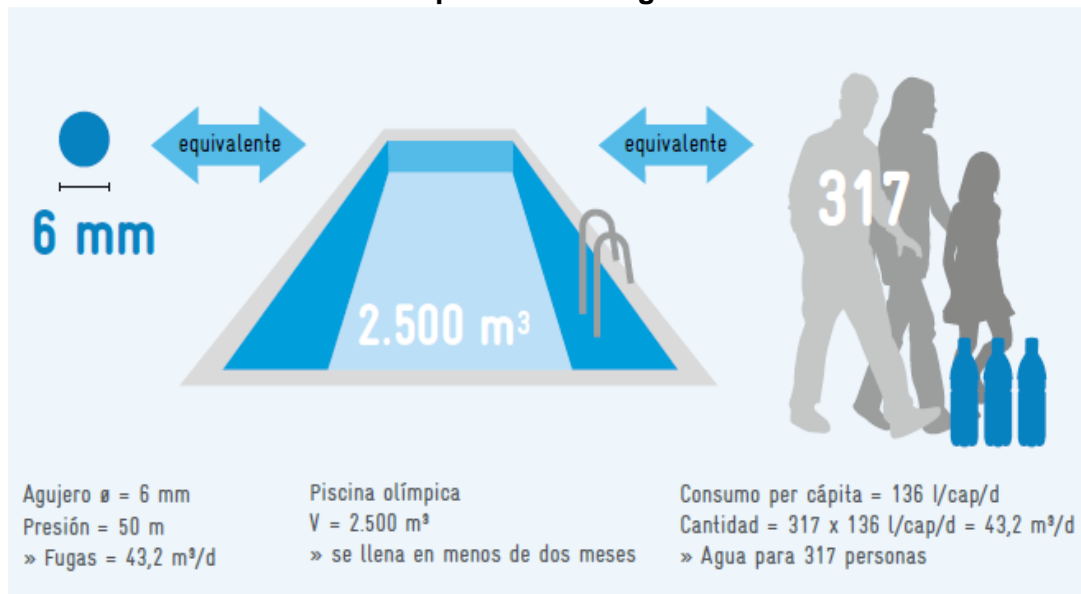 equivalente
equivalente
6 mm
2.500 m³
317
Agujero ø = 6 mm
Presión = 50 m
» Fugas = 43,2 m³/d
Piscina olímpica
V = 2.500 m³
» se llena en menos de dos meses
Consumo per cápita = 136 l/cap/d
Cantidad = 317 x 136 l/cap/d = 43,2 m³/d
» Agua para 317 personas